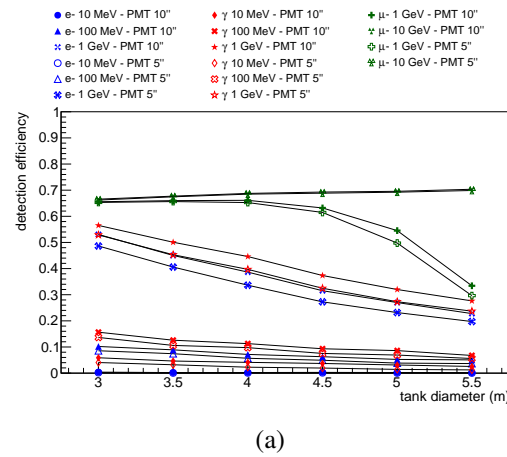 e- 10 MeV - PMT 10"
γ 10 MeV - PMT 10"
μ- 1 GeV - PMT 10"
e- 100 MeV - PMT 10"
γ 100 MeV - PMT 10"
μ- 10 GeV - PMT 10"
e- 1 GeV - PMT 10"
γ 1 GeV - PMT 10"
μ- 1 GeV - PMT 5"
e- 10 MeV - PMT 5"
γ 10 MeV - PMT 5"
μ- 10 GeV - PMT 5"
e- 100 MeV - PMT 5"
γ 100 MeV - PMT 5"
e- 1 GeV - PMT 5"
γ 1 GeV - PMT 5"
detection efficiency
1
0.9
0.8
0.7
0.6
0.5
0.4
0.3
0.2
0.1
0
3
3.5
4
4.5
5
5.5
tank diameter (m)
(a)